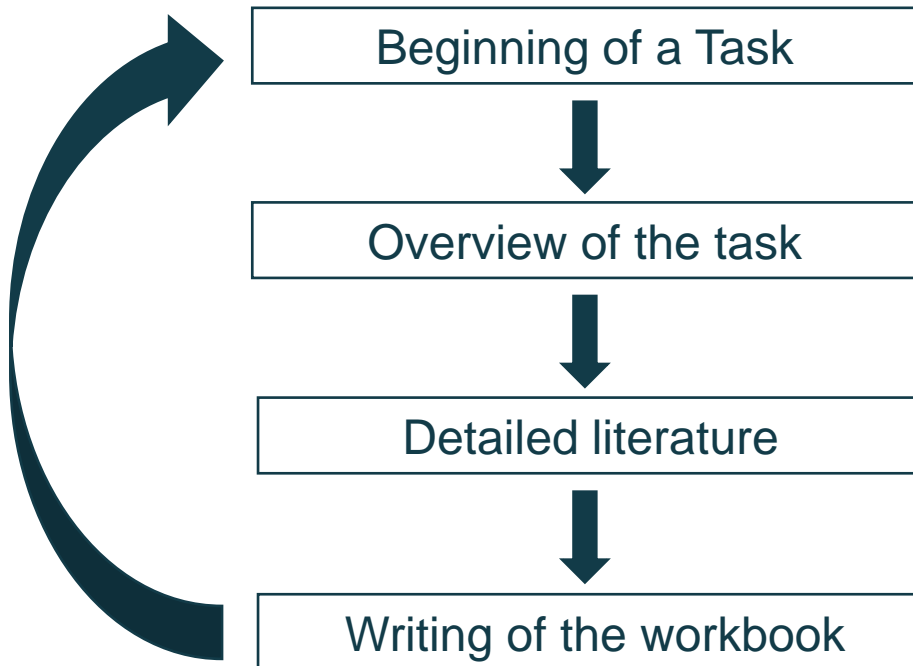 Beginning of a Task
Overview of the task
Detailed literature
Writing of the workbook